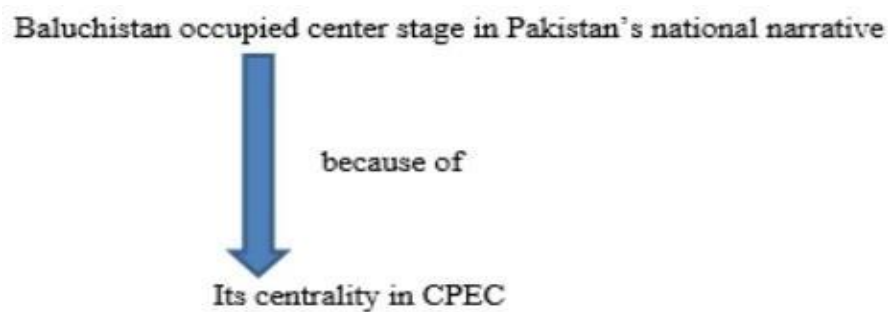 Baluchistan occupied center stage in Pakistan’s national narrative
because of
Its centrality in CPEC